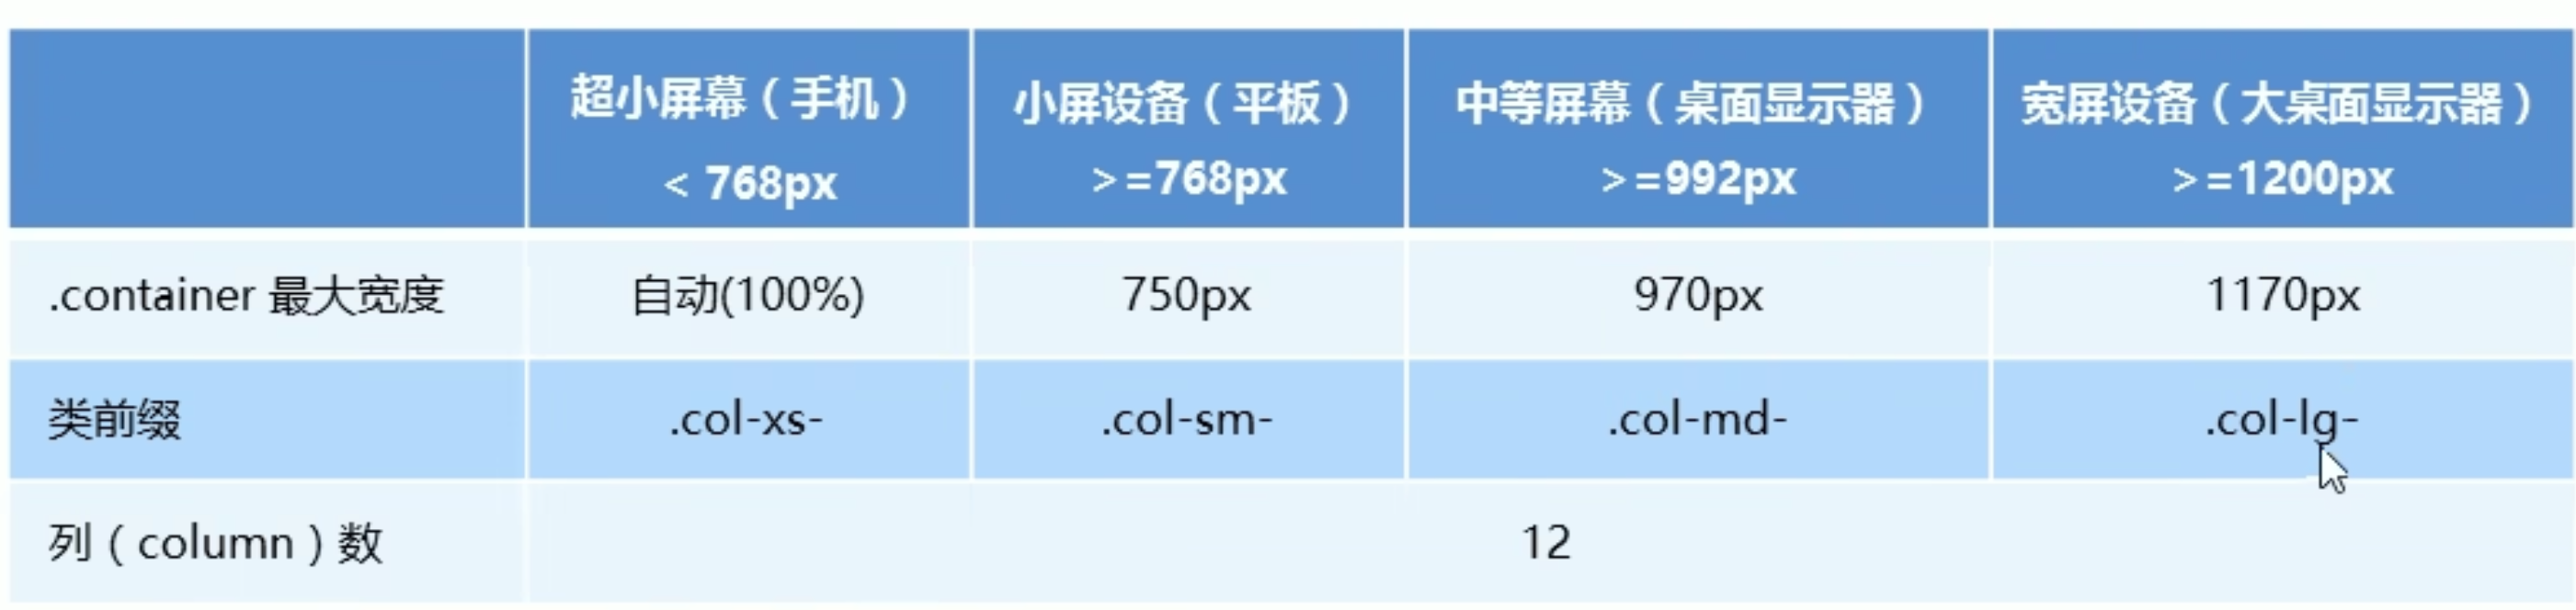 超小屏幕（手机） 小屏设备（平板） 中等屏幕（桌面显示器） 宽屏设备（大桌面显示器）
< 768px >=768px >=992px >=1200px
.container 最大宽度 自动(100%) 750px 970px 1170px
类前缀 .col-xs- .col-sm- .col-md- .col-lg-
列（column）数 12